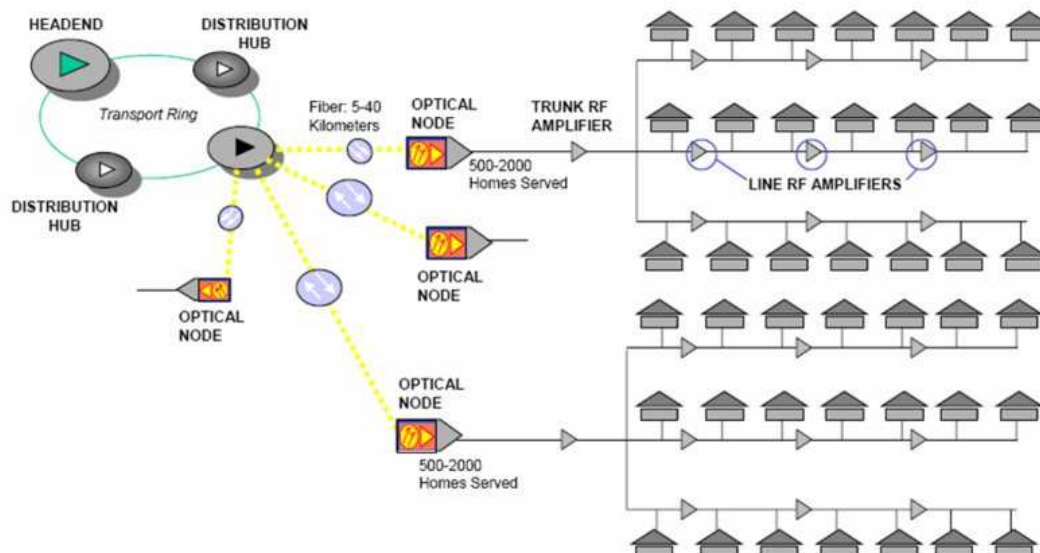 HEADEND
DISTRIBUTION
HUB
Transport Ring
DISTRIBUTION
HUB
Fiber: 5-40
Kilometers
OPTICAL
NODE
500-2000
Homes Served
TRUNK RF
AMPLIFIER
LINE RF AMPLIFIERS
OPTICAL
NODE
OPTICAL
NODE
OPTICAL
NODE
500-2000
Homes Served